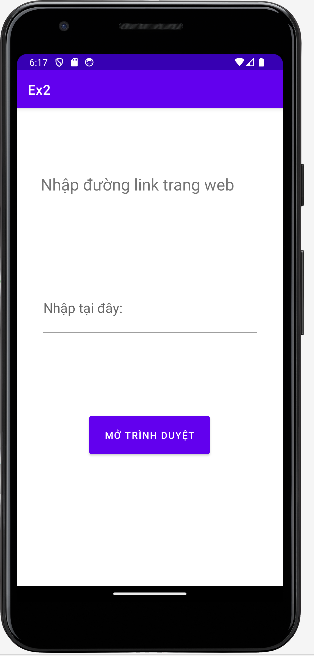 6:17
Ex2
Nhập đường link trang web
Nhập tại đây:
MỞ TRÌNH DUYỆT